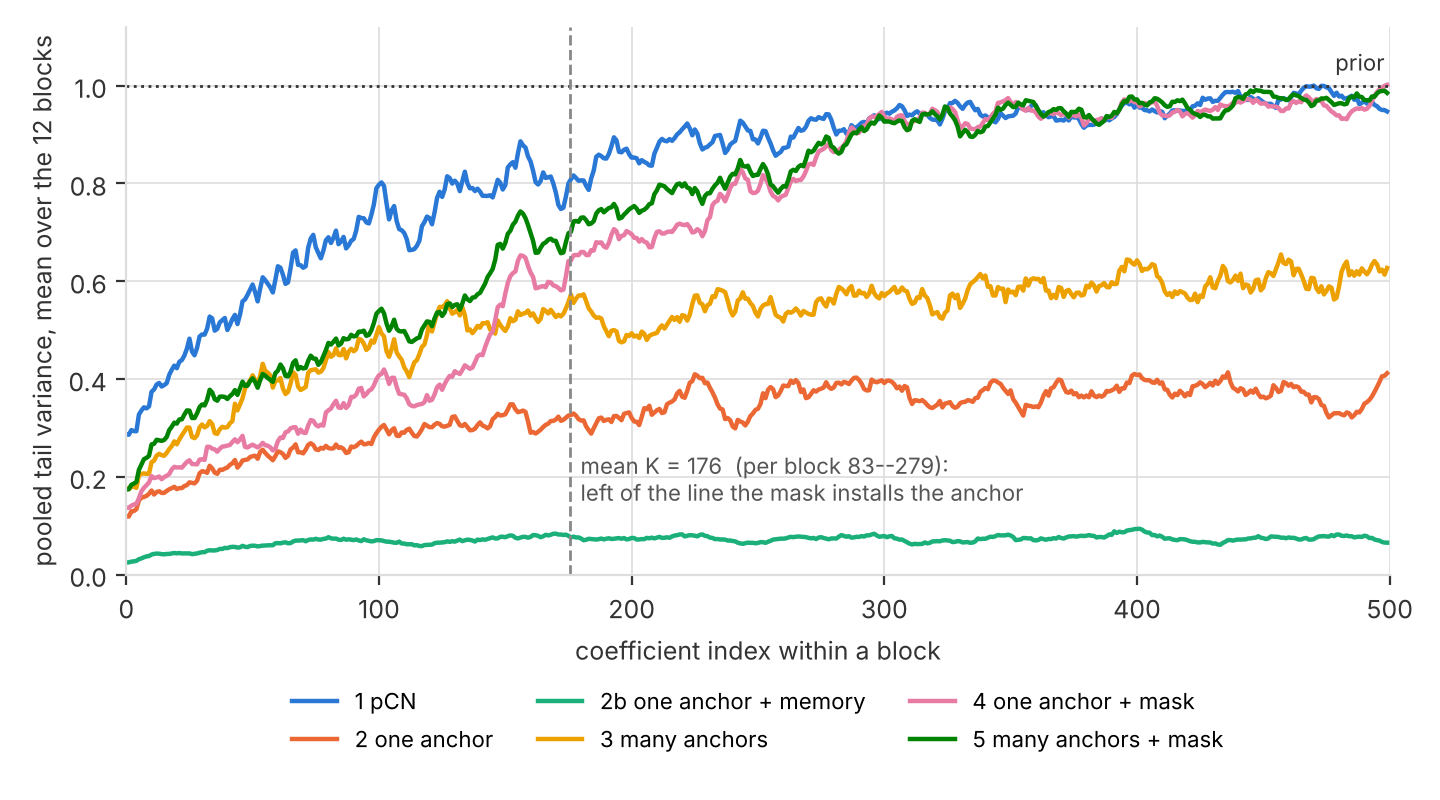 pooled tail variance, mean over the 12 blocks
1.0
0.8
0.6
0.4
0.2
0.0
prior
mean K = 176  (per block 83--279):
left of the line the mask installs the anchor
0
100
200
300
400
500
coefficient index within a block
1 pCN
2b one anchor + memory
4 one anchor + mask
2 one anchor
3 many anchors
5 many anchors + mask